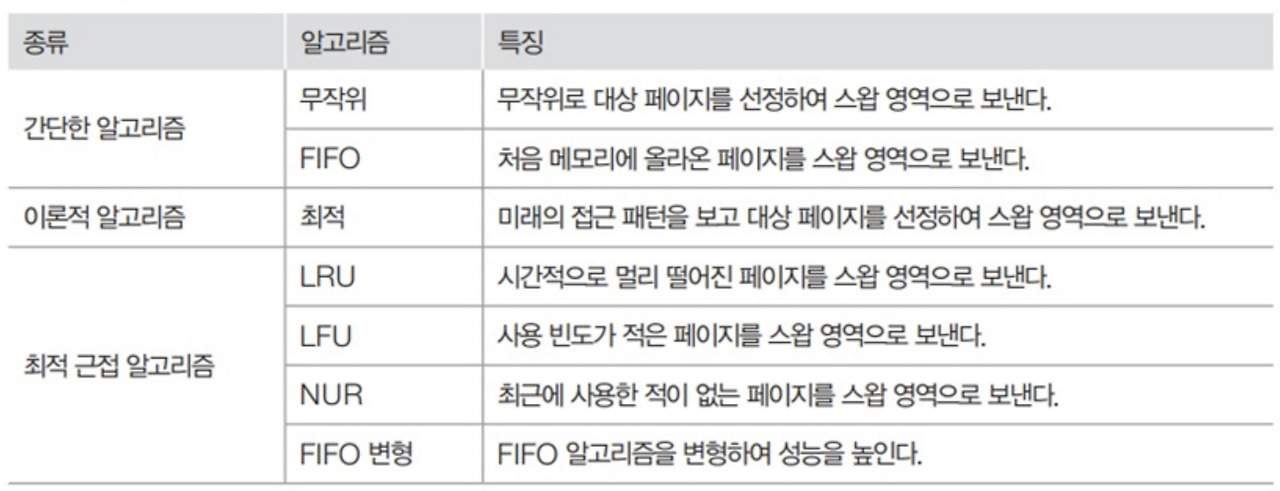 종류 알고리즘 특징
간단한 알고리즘
무작위 무작위로 대상 페이지를 선정하여 스왑 영역으로 보낸다.
FIFO 처음 메모리에 올라온 페이지를 스왑 영역으로 보낸다.
이론적 알고리즘 최적 미래의 접근 패턴을 보고 대상 페이지를 선정하여 스왑 영역으로 보낸다.
최적 근접 알고리즘
LRU 시간적으로 멀리 떨어진 페이지를 스왑 영역으로 보낸다.
LFU 사용 빈도가 적은 페이지를 스왑 영역으로 보낸다.
NUR 최근에 사용한 적이 없는 페이지를 스왑 영역으로 보낸다.
FIFO 변형 FIFO 알고리즘을 변형하여 성능을 높인다.